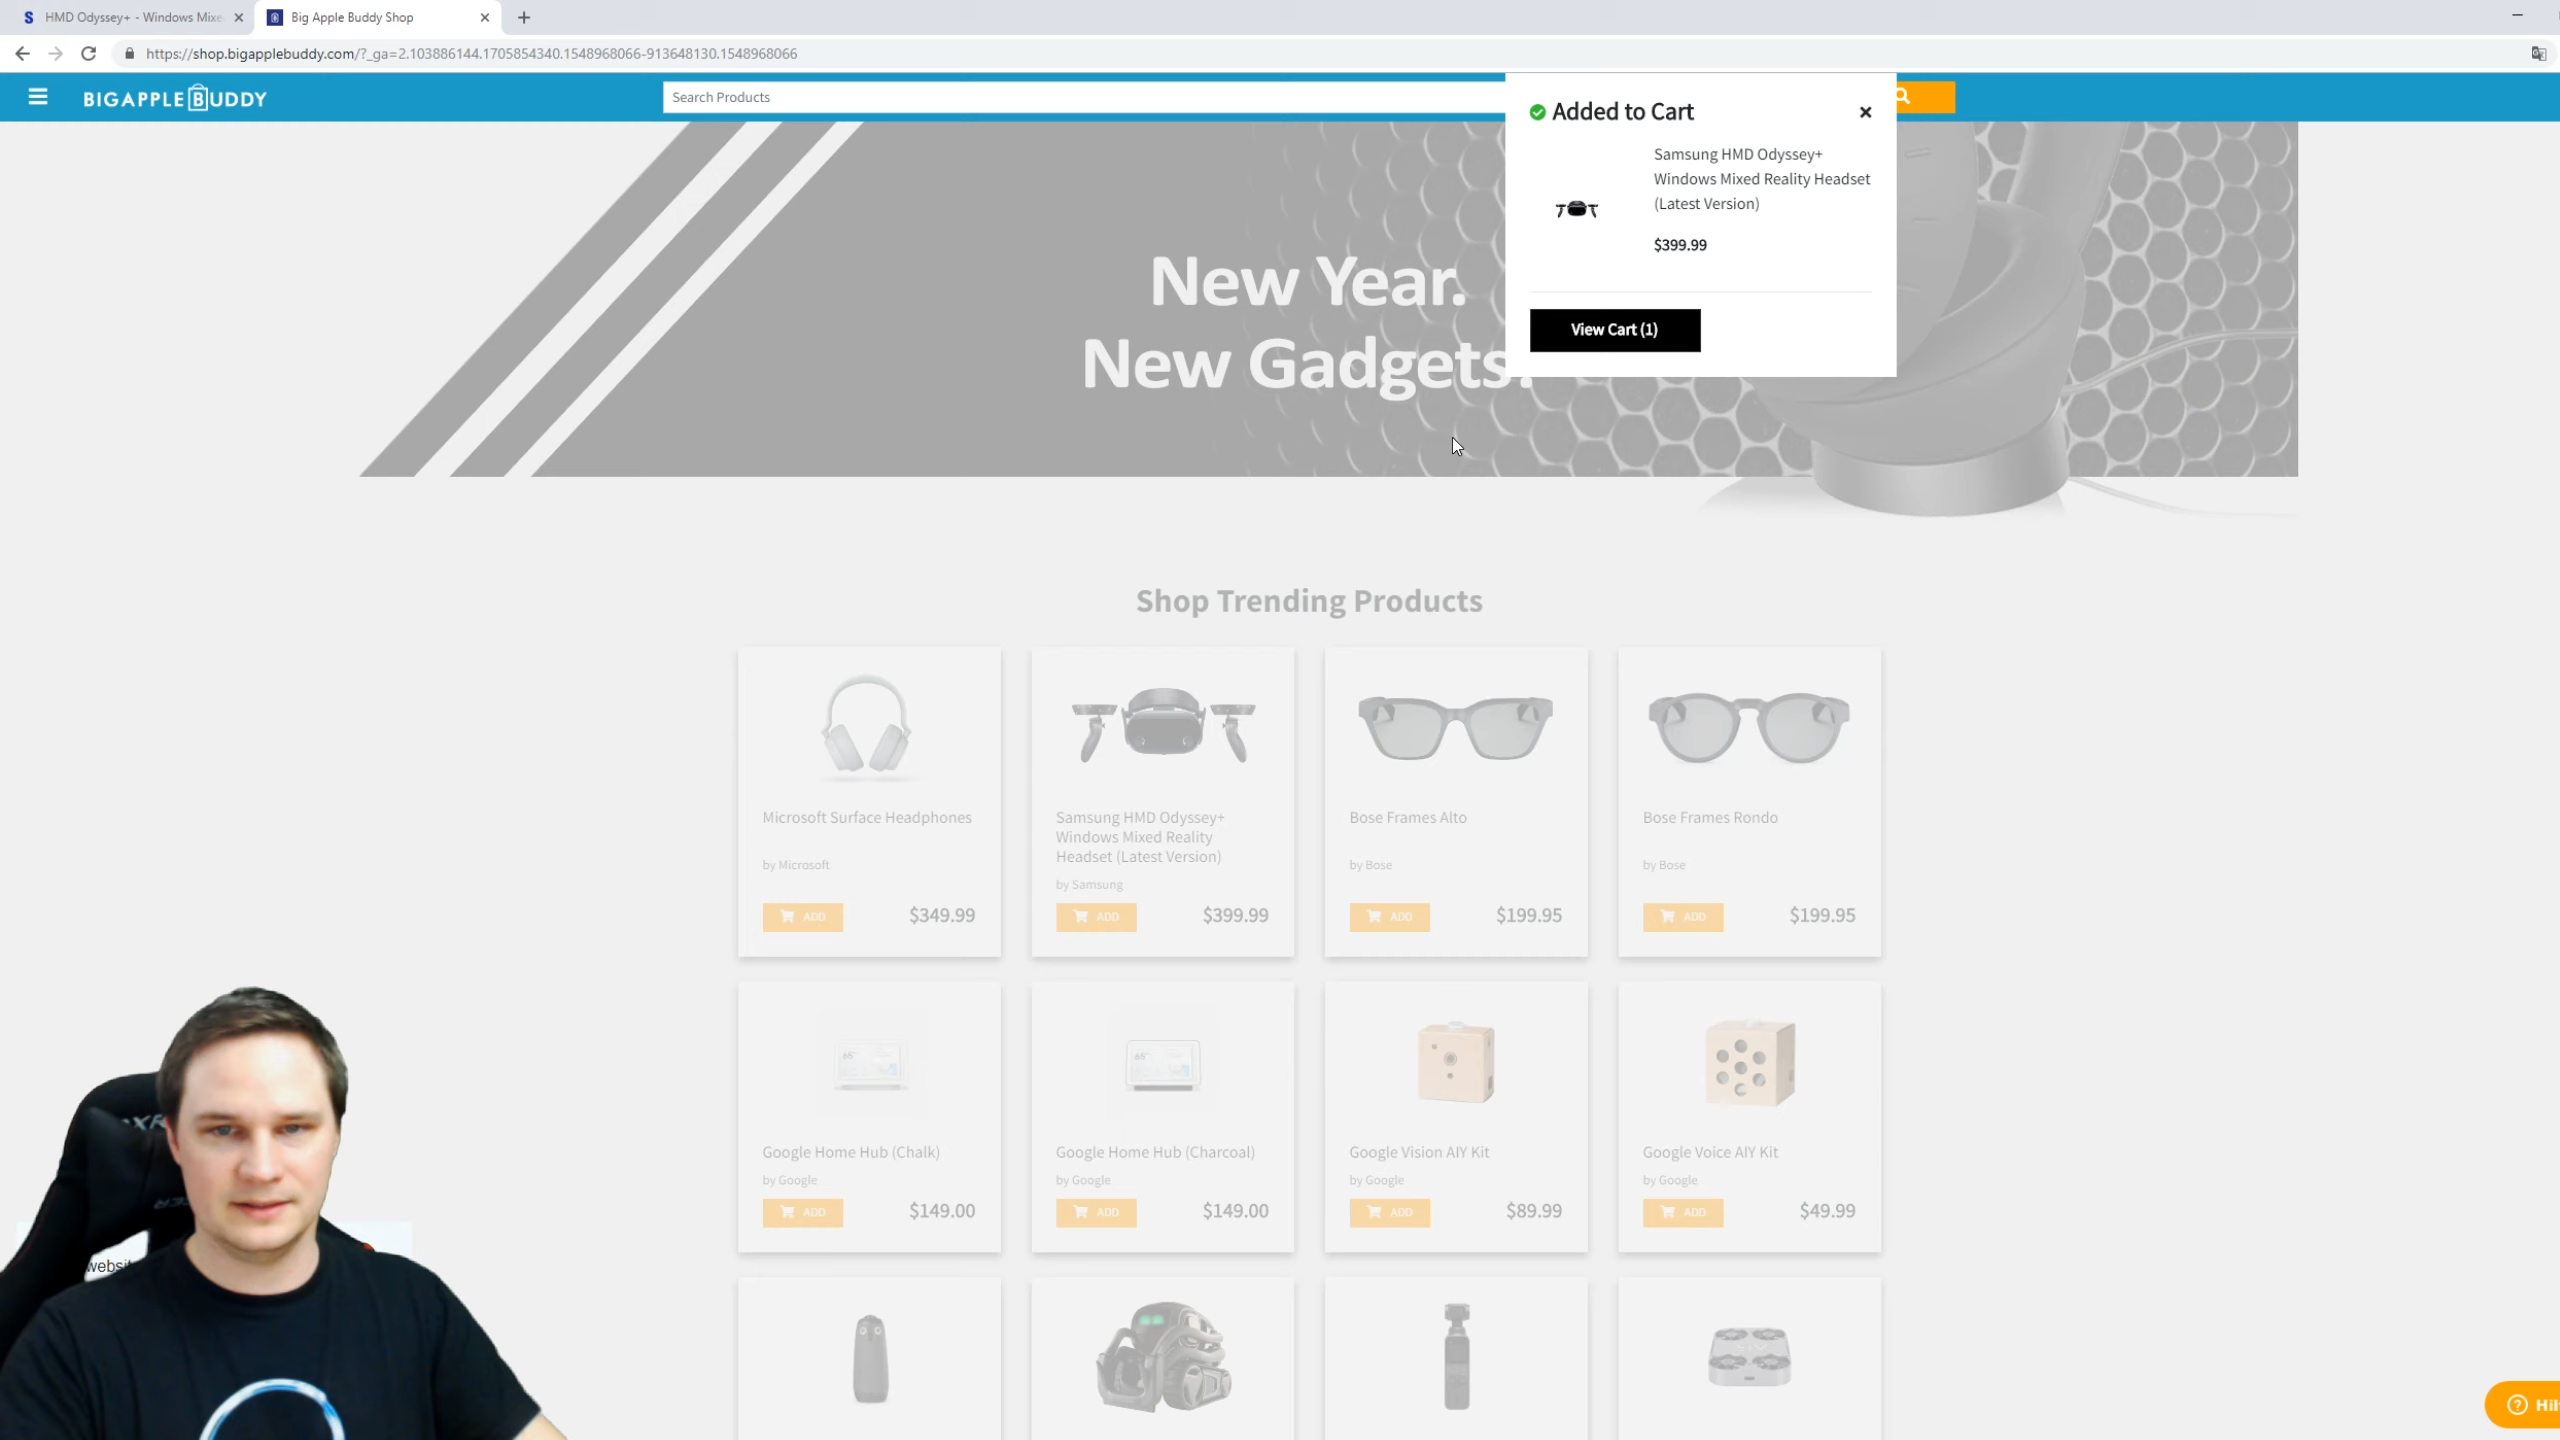 HMD Odyssey+ - Windows Mixe
Big Apple Buddy Shop
https://shop.bigapplebuddy.com/?_ga=2.103886144.1705854340.1548968066-913648130.1548968066
BIGAPPLE BUDDY
Search Products
Added to Cart
Samsung HMD Odyssey+
Windows Mixed Reality Headset
(Latest Version)
$399.99
View Cart (1)
New Year.
New Gadgets.
Shop Trending Products
Microsoft Surface Headphones
by Microsoft
ADD $349.99
Samsung HMD Odyssey+
Windows Mixed Reality
Headset (Latest Version)
by Samsung
ADD $399.99
Bose Frames Alto
by Bose
ADD $199.95
Bose Frames Rondo
by Bose
ADD $199.95
Google Home Hub (Chalk)
by Google
ADD $149.00
Google Home Hub (Charcoal)
by Google
ADD $149.00
Google Vision AIY Kit
by Google
ADD $89.99
Google Voice AIY Kit
by Google
ADD $49.99